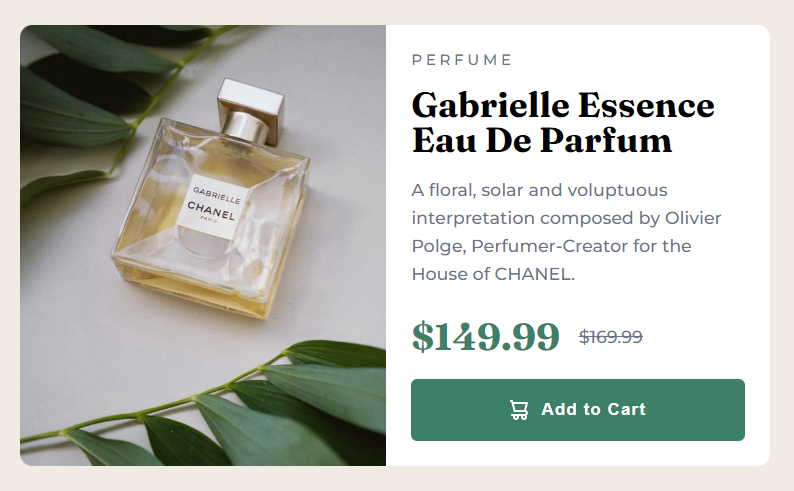 GABRIELLE
CHANEL
PARIS
PERFUME
Gabrielle Essence
Eau De Parfum
A floral, solar and voluptuous
interpretation composed by Olivier
Polge, Perfumer-Creator for the
House of CHANEL.
$149.99 $169.99
Add to Cart